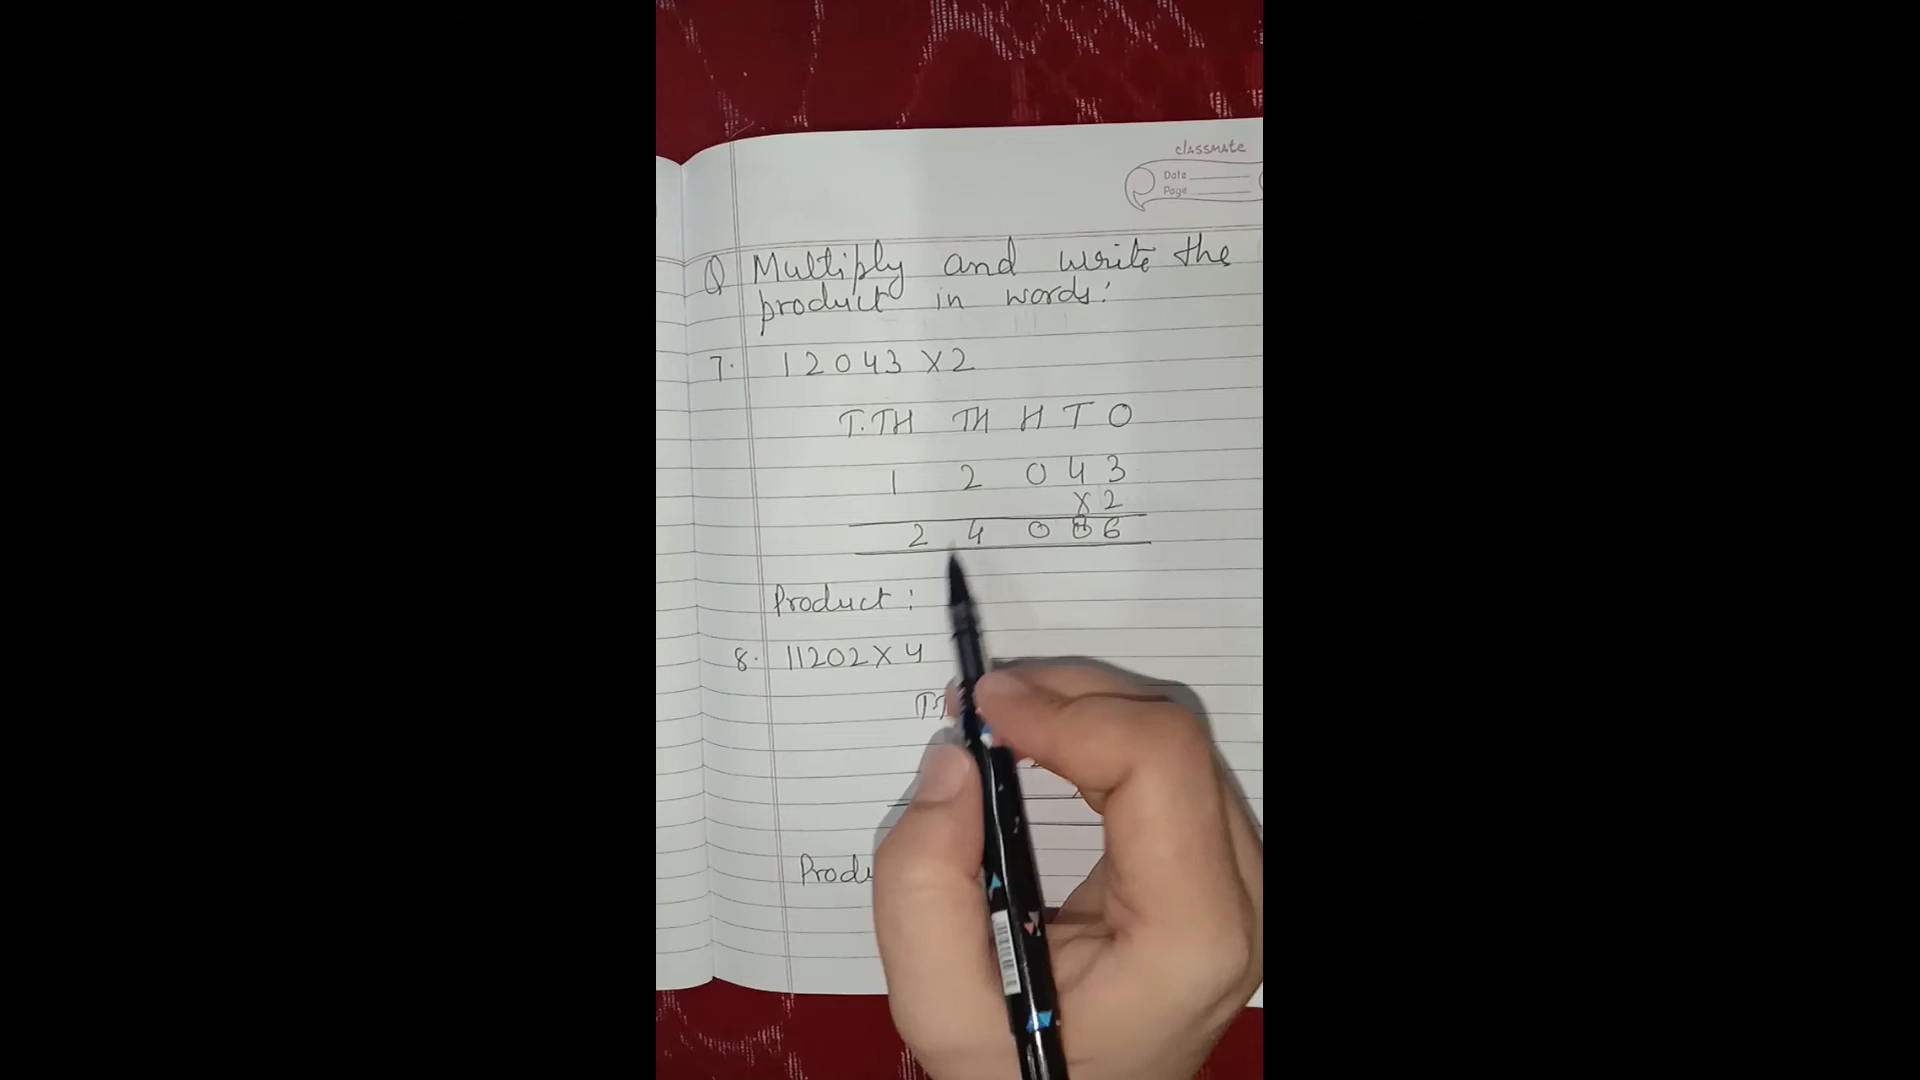 classmate
Date
Page
Q Multiply and write the
product in words:
7. 12043 X 2
T.TH TH H T O
1 2 0 4 3
X 2
2 4 0 8 6
Product:
8. 11202 X 4